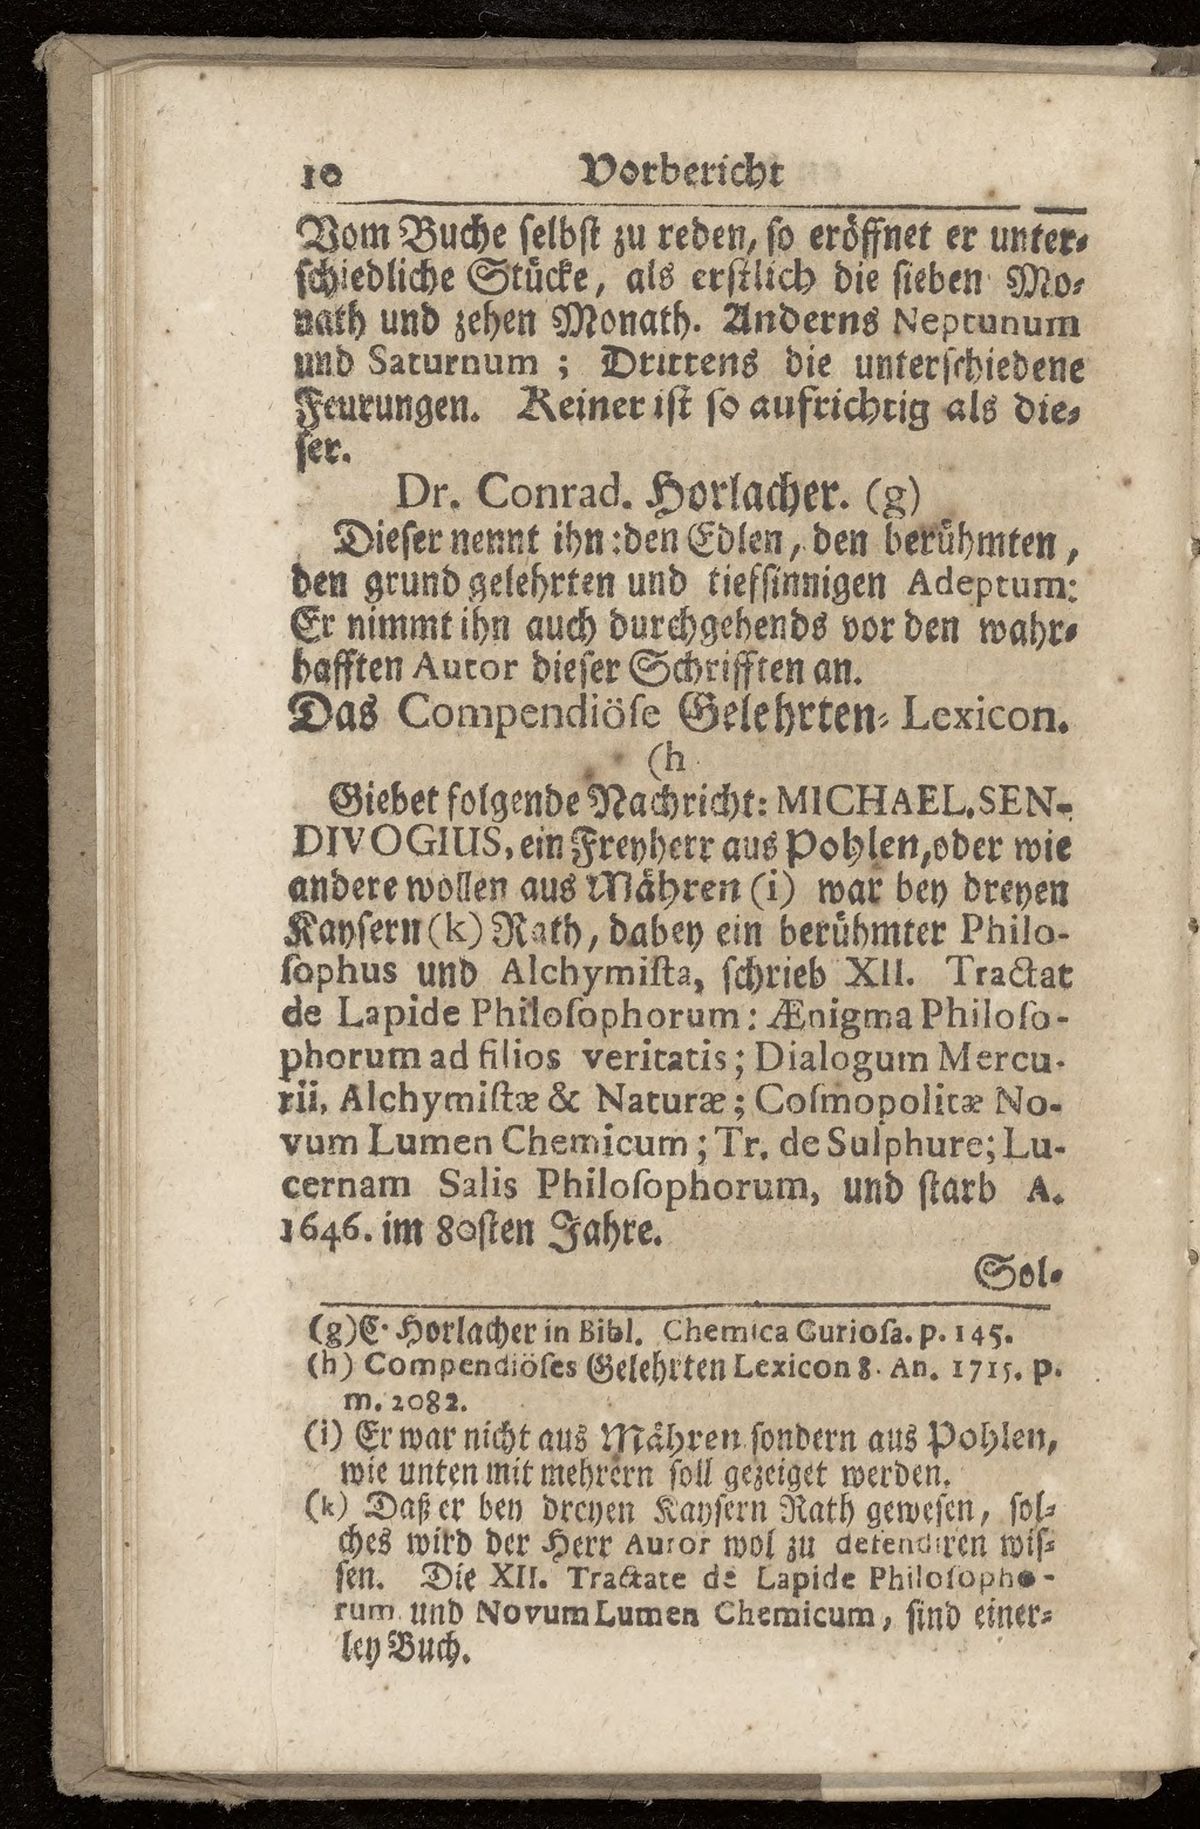 10 Vorbericht
Vom Buche selbst zu reden, so eröffnet er unter-
schiedliche Stücke, als erstlich die sieben Mo-
nath und zehen Monath. Anderns Neptunum
und Saturnum ; Drittens die unterschiedene
Feurungen. Keiner ist so aufrichtig als die-
ser.
Dr. Conrad. Horlacher. (g)
Dieser nennt ihn: den Edlen, den berühmten,
den grund gelehrten und tiefsinnigen Adeptum:
Er nimmt ihn auch durchgehends vor den wahr-
hafften Autor dieser Schrifften an.
Das Compendiöse Gelehrten-Lexicon.
(h
Giebet folgende Nachricht: MICHAEL. SEN-
DIVOGIUS, ein Freyherr aus Pohlen, oder wie
andere wollen aus Mähren (i) war bey dreyen
Kaysern (k) Rath, dabey ein berühmter Philo-
sophus und Alchymista, schrieb XII. Tractat
de Lapide Philosophorum: Ænigma Philoso-
phorum ad filios veritatis; Dialogum Mercu-
rii, Alchymistæ & Naturæ; Cosmopolitæ No-
vum Lumen Chemicum; Tr. de Sulphure; Lu-
cernam Salis Philosophorum, und starb A.
1646. im 80sten Jahre.
Sol-
(g) C. Horlacher in Bibl. Chemica Curiosa. p. 145.
(h) Compendiöses Gelehrten Lexicon 8. An. 1715. p.
m. 2082.
(i) Er war nicht aus Mähren sondern aus Pohlen,
wie unten mit mehrern soll gezeiget werden.
(k) Daß er bey dreyen Kaysern Rath gewesen, sol-
ches wird der Herr Autor wol zu defendiren wis-
sen. Die XII. Tractate de Lapide Philosopho-
rum und Novum Lumen Chemicum, sind einer-
ley Buch.